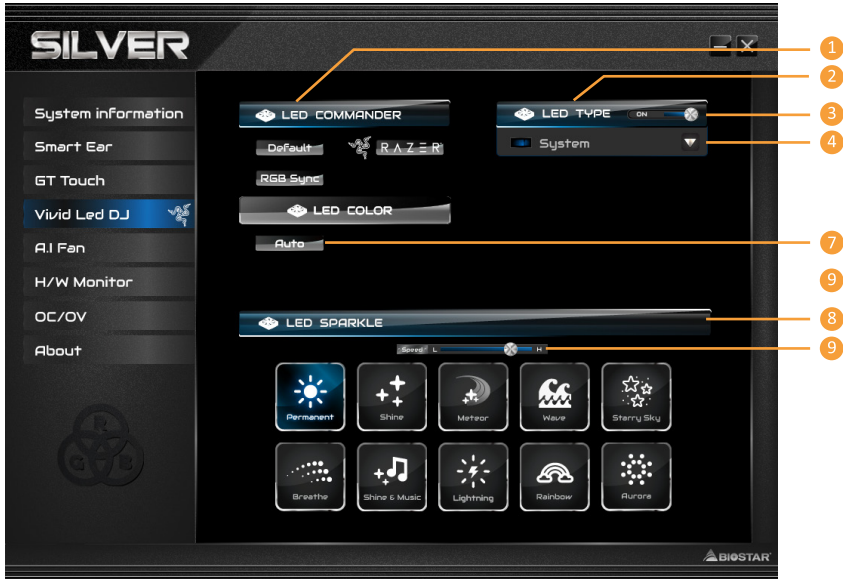 SILVER
1
2
System information
LED COMMANDER
LED TYPE ON
3
Smart Ear
Default
RAZER
System
4
GT Touch
RGB Sync
Vivid Led DJ
LED COLOR
A.I Fan
Auto
7
H/W Monitor
9
OC/OV
LED SPARKLE
8
About
Speed L H
9
Permanent
Shine
Meteor
Wave
Starry Sky
R
G B
Breathe
Shine & Music
Lightning
Rainbow
Aurora
BIOSTAR